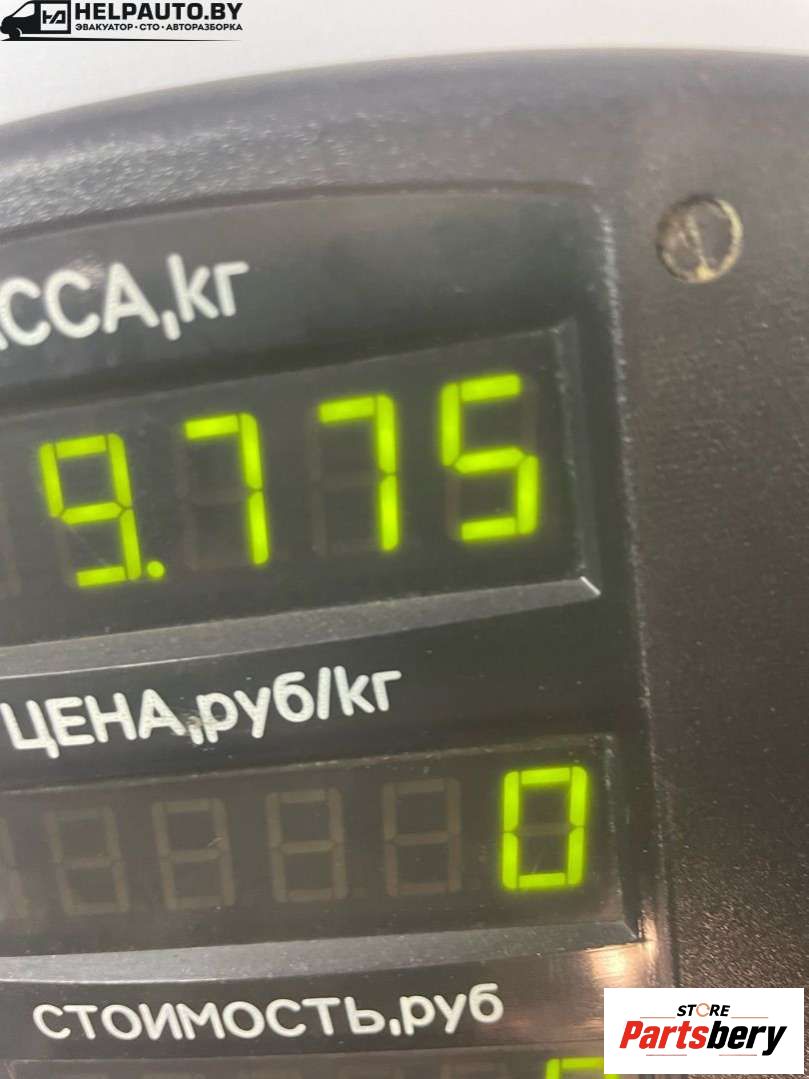 HELPAUTO.BY
ЭВАКУАТОР • СТО • АВТОРАЗБОРКА
ССА,кг
9.775
ЦЕНА,руб/кг
0
СТОИМОСТЬ,руб
STORE
Partsbery